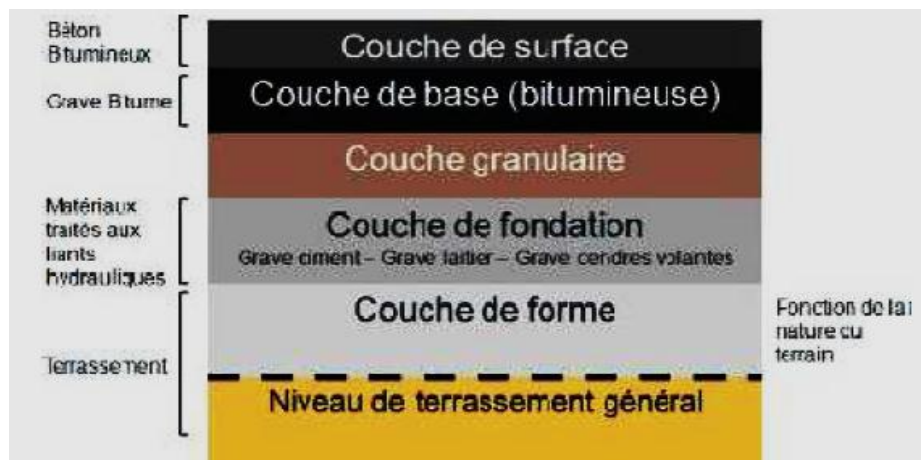 Béton
Bitumineux
Couche de surface
Grave Bitume
Couche de base (bitumineuse)
Couche granulaire
Matériaux
traités aux
liants
hydrauliques
Couche de fondation
Grave ciment – Grave laitier – Grave cendres volantes
Couche de forme
Fonction de la
nature du
terrain
Terrassement
Niveau de terrassement général